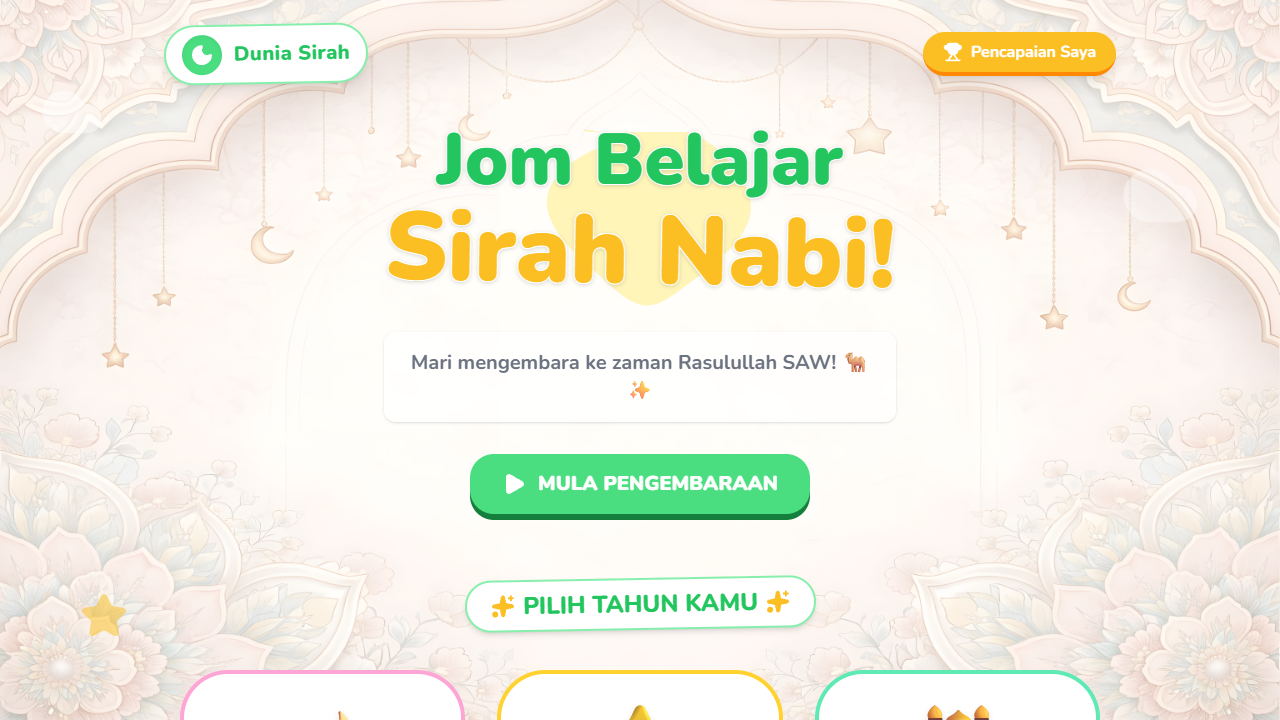 Dunia Sirah
Pencapaian Saya
Jom Belajar
Sirah Nabi!
Mari mengembara ke zaman Rasulullah SAW! 🐫
✨
MULA PENGEMBARAAN
✨ PILIH TAHUN KAMU ✨